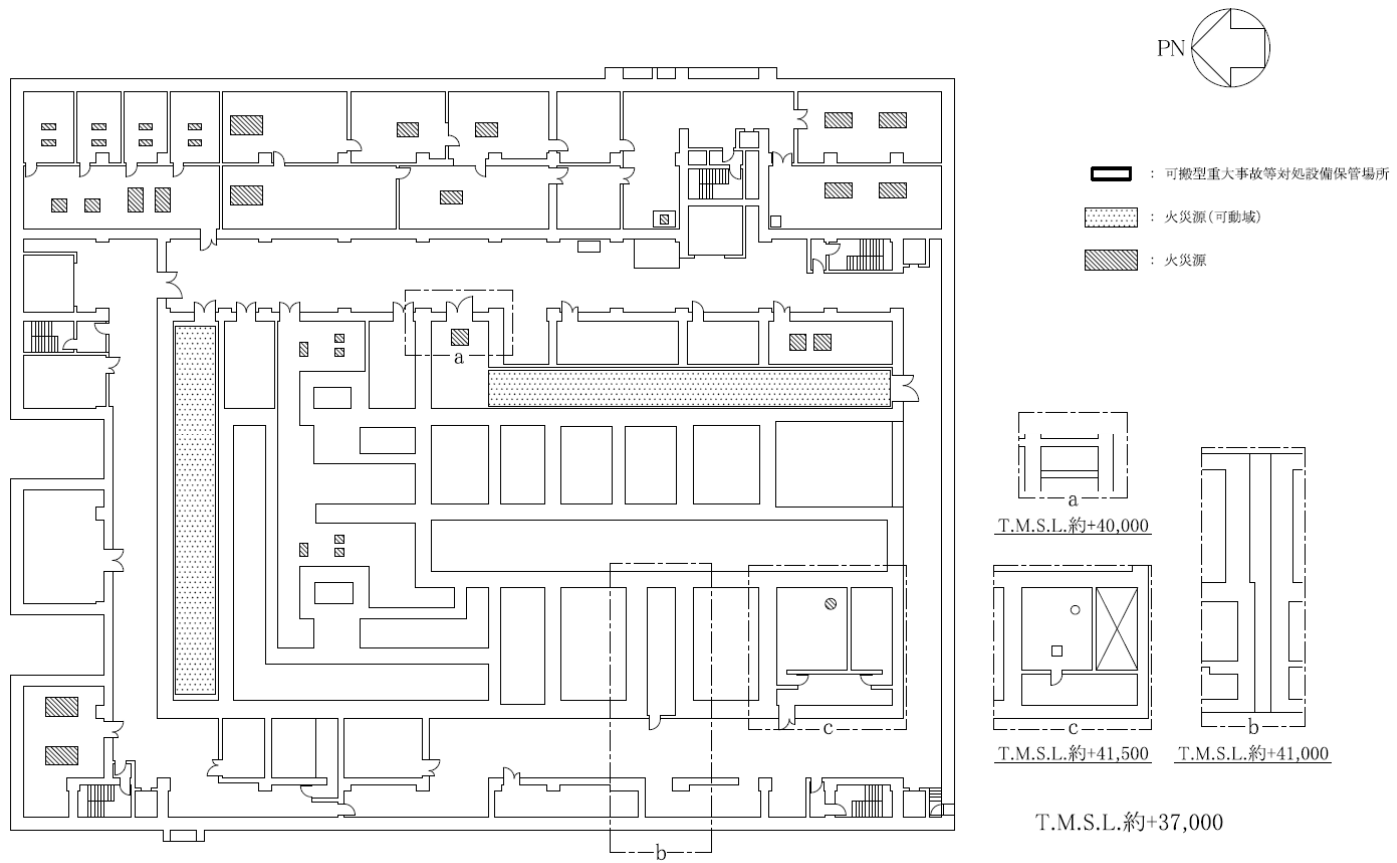 PN
： 可搬型重大事故等対処設備保管場所
： 火災源(可動域)
： 火災源
a
a
T.M.S.L.約+40,000
c
b
c
T.M.S.L.約+41,500
b
T.M.S.L.約+41,000
T.M.S.L.約+37,000